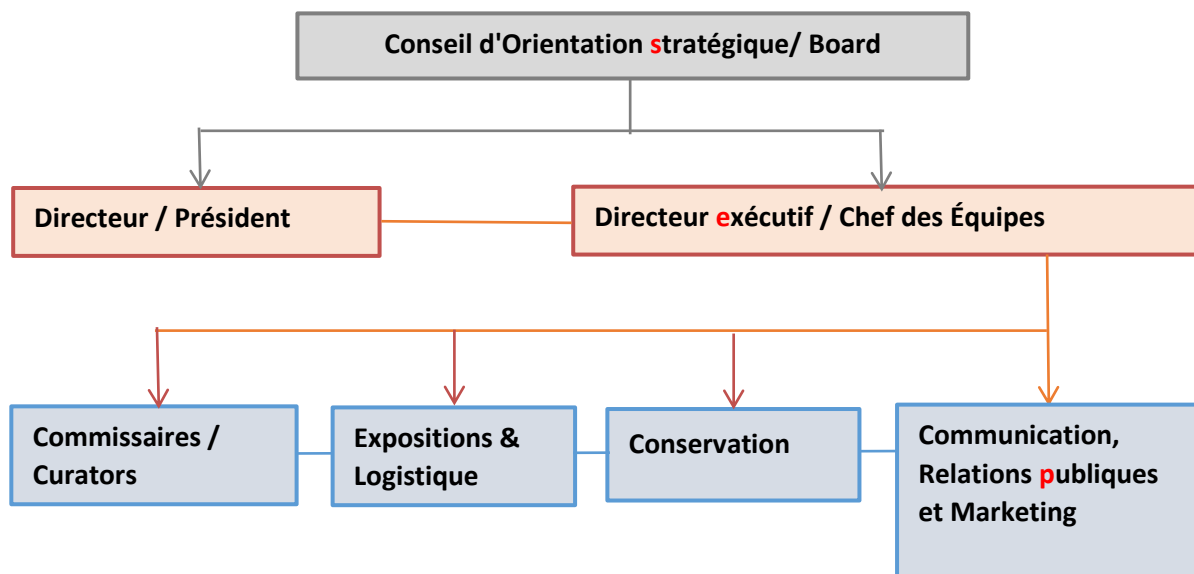 Conseil d'Orientation stratégique/ Board
Directeur / Président
Directeur exécutif / Chef des Équipes
Commissaires /
Curators
Expositions &
Logistique
Conservation
Communication,
Relations publiques
et Marketing